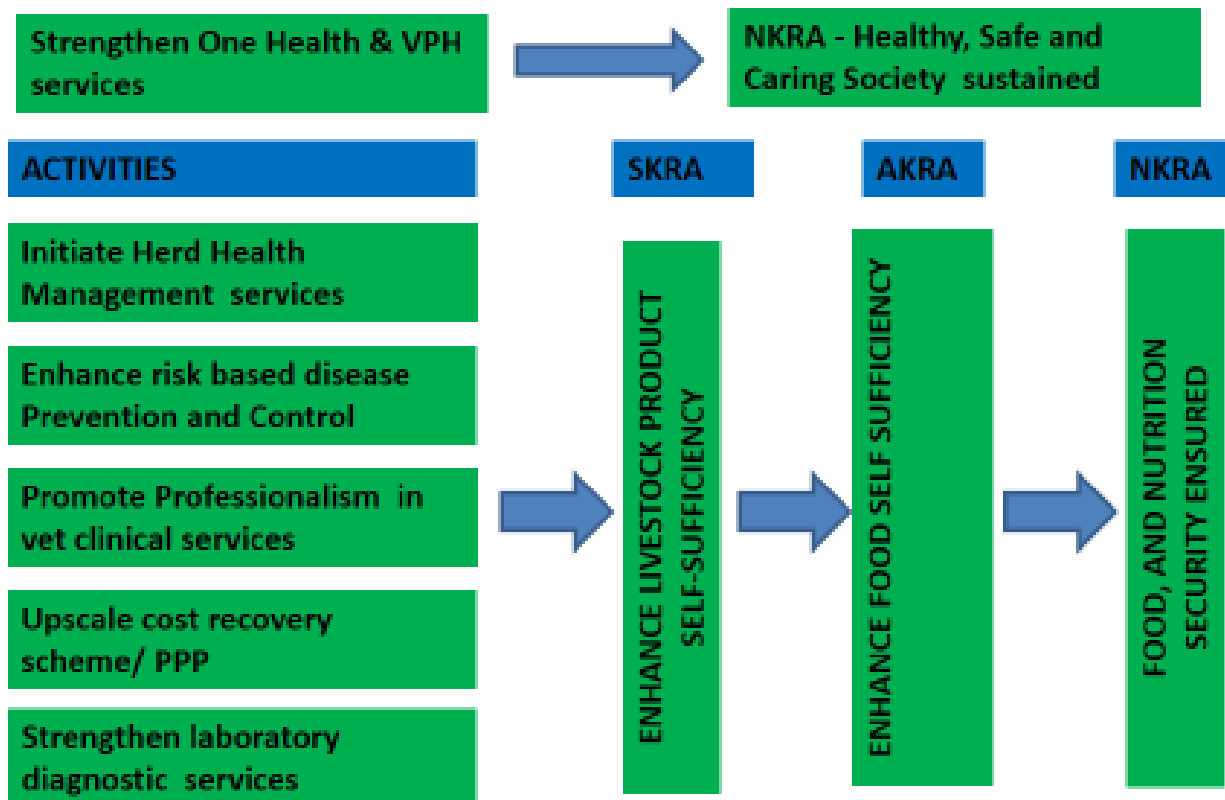 Strengthen One Health & VPH
services
NKRA - Healthy, Safe and
Caring Society sustained
ACTIVITIES
SKRA
AKRA
NKRA
Initiate Herd Health
Management services
Enhance risk based disease
Prevention and Control
Promote Professionalism in
vet clinical services
Upscale cost recovery
scheme/ PPP
Strengthen laboratory
diagnostic services
ENHANCE LIVESTOCK PRODUCT
SELF-SUFFICIENCY
ENHANCE FOOD SELF SUFFICIENCY
FOOD, AND NUTRITION
SECURITY ENSURED